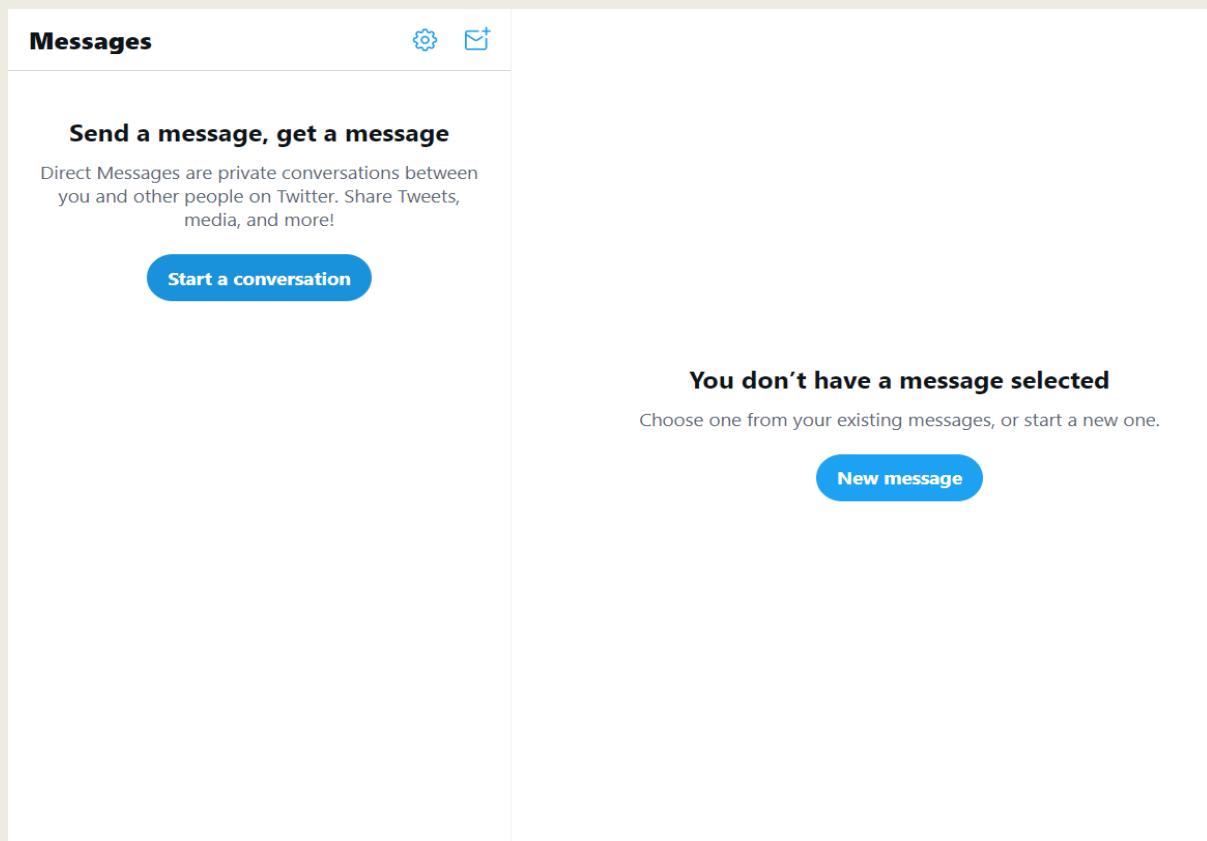 Messages
Send a message, get a message
Direct Messages are private conversations between
you and other people on Twitter. Share Tweets,
media, and more!
Start a conversation
You don′t have a message selected
Choose one from your existing messages, or start a new one.
New message